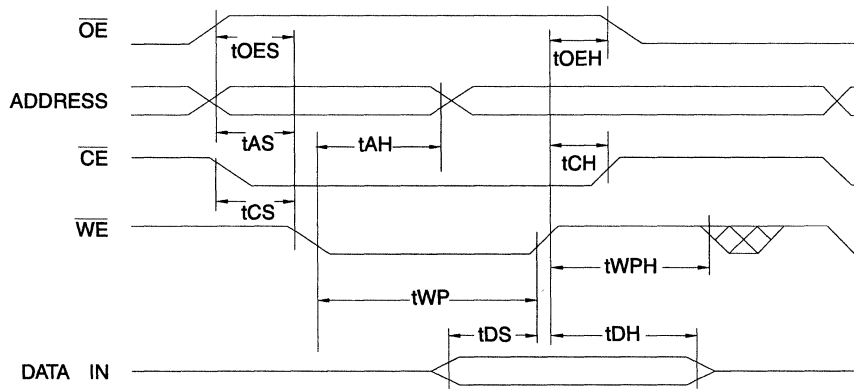 OE
tOES
tOEH
ADDRESS
tAS
tAH
CE
tCH
tCS
WE
tWPH
tWP
tDS
tDH
DATA IN